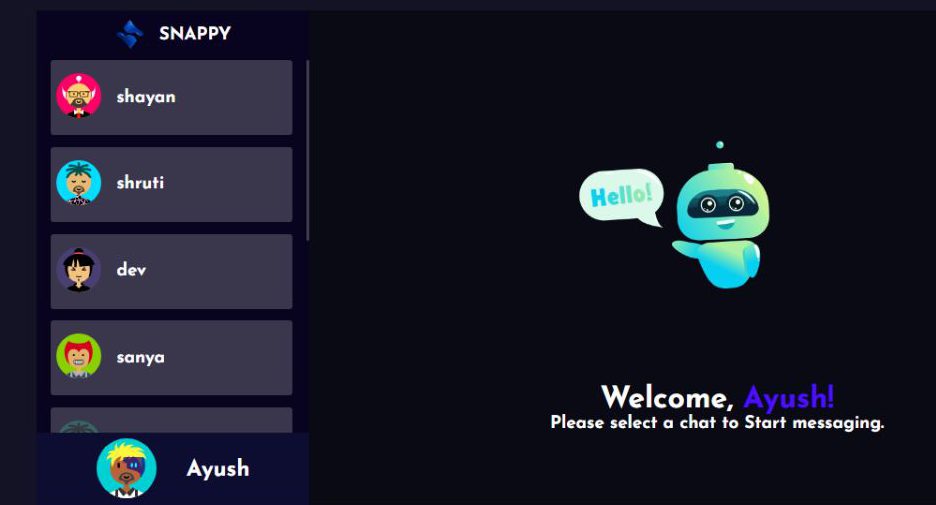 SNAPPY
shayan
shruti
dev
sanya
Ayush
Hello!
Welcome, Ayush!
Please select a chat to Start messaging.